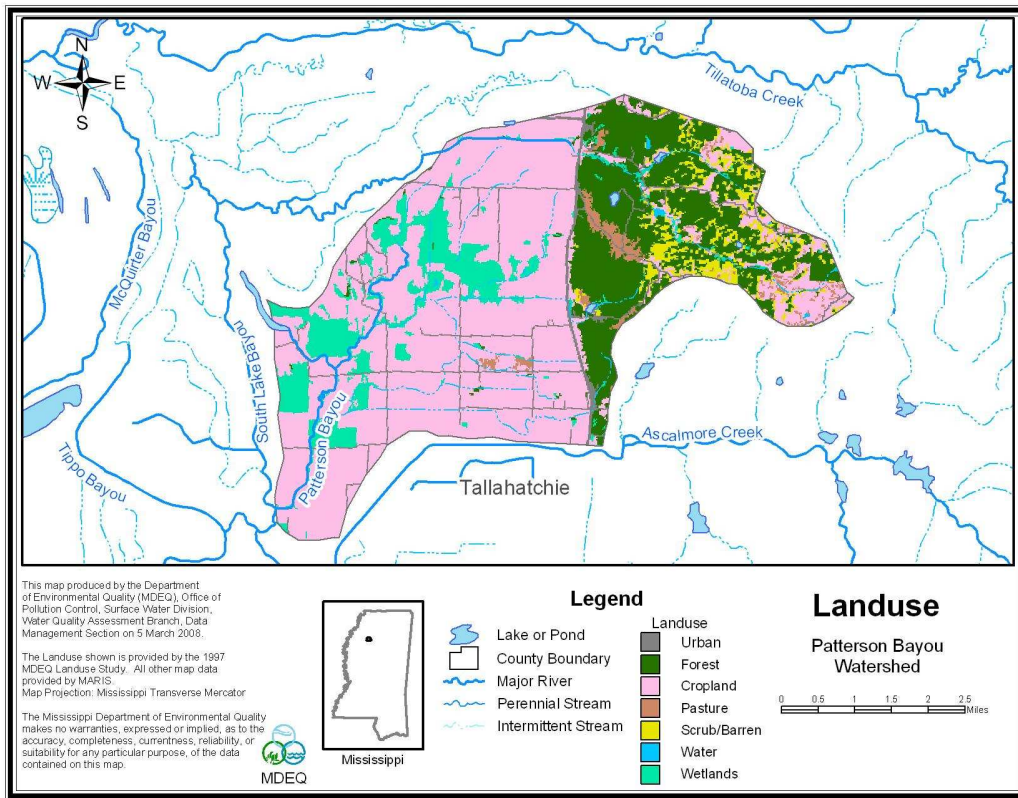 N
W E
S
Tillatoba Creek
McQuirter Bayou
South Lake Bayou
Patterson Bayou
Ascalmore Creek
Tippo Bayou
Tallahatchie
This map produced by the Department
of Environmental Quality (MDEQ), Office of
Pollution Control, Surface Water Division,
Water Quality Assessment Branch, Data
Management Section on 5 March 2008.
The Landuse shown is provided by the 1997
MDEQ Landuse Study. All other map data
provided by MARIS.
Map Projection: Mississippi Transverse Mercator
The Mississippi Department of Environmental Quality
makes no warranties, expressed or implied, as to the
accuracy, completeness, currentness, reliability, or
suitability for any particular purpose, of the data
contained on this map.
MDEQ
Mississippi
Legend
Lake or Pond
County Boundary
Major River
Perennial Stream
Intermittent Stream
Landuse
Urban
Forest
Cropland
Pasture
Scrub/Barren
Water
Wetlands
Landuse
Patterson Bayou
Watershed
0 0.5 1 1.5 2 2.5
Miles